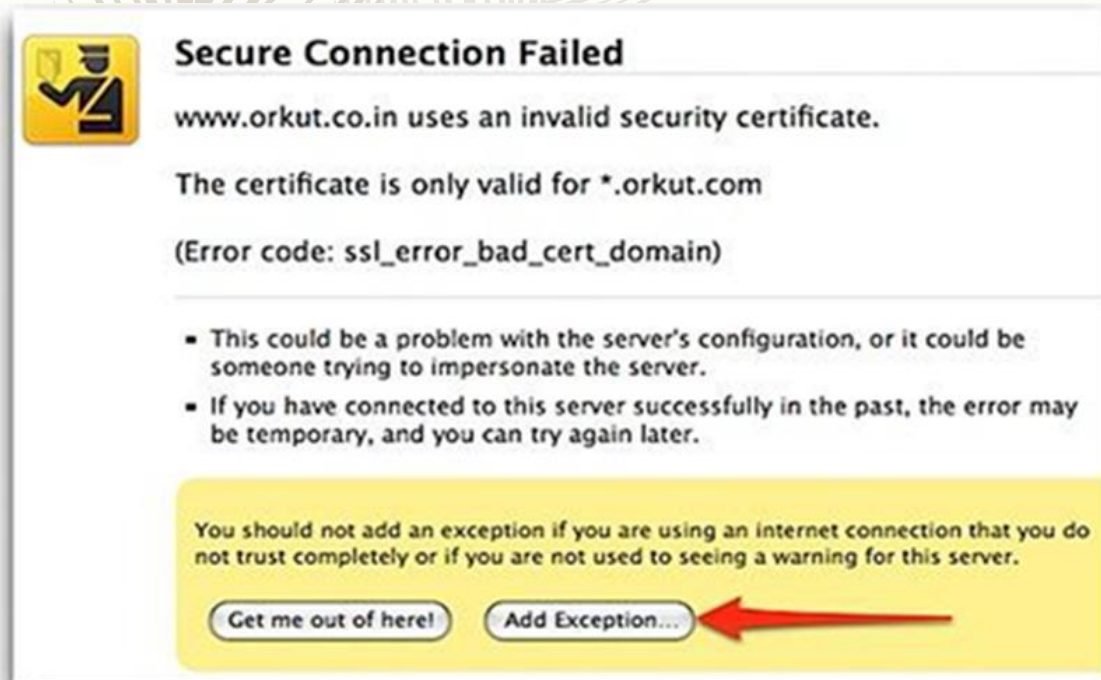 Secure Connection Failed
www.orkut.co.in uses an invalid security certificate.
The certificate is only valid for *.orkut.com
(Error code: ssl_error_bad_cert_domain)
▪ This could be a problem with the server's configuration, or it could be
someone trying to impersonate the server.
▪ If you have connected to this server successfully in the past, the error may
be temporary, and you can try again later.
You should not add an exception if you are using an internet connection that you do
not trust completely or if you are not used to seeing a warning for this server.
Get me out of here!
Add Exception...